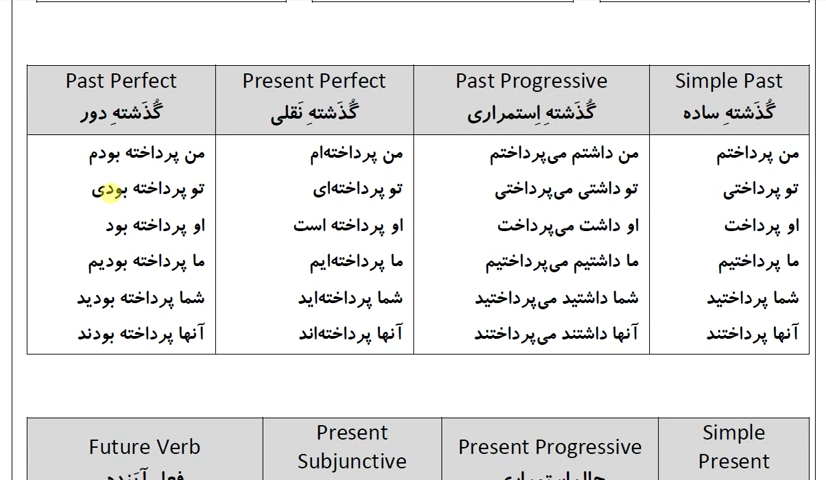 Past Perfect
گُذَشتهِ دور
من پرداخته بودم
تو پرداخته بودی
او پرداخته بود
ما پرداخته بودیم
شما پرداخته بودید
آنها پرداخته بودند
Present Perfect
گُذَشتهِ نَقلی
من پرداخته‌ام
تو پرداخته‌ای
او پرداخته است
ما پرداخته‌ایم
شما پرداخته‌اید
آنها پرداخته‌اند
Past Progressive
گُذَشتهِ اِستمراری
من داشتم می‌پرداختم
تو داشتی می‌پرداختی
او داشت می‌پرداخت
ما داشتیم می‌پرداختیم
شما داشتید می‌پرداختید
آنها داشتند می‌پرداختند
Simple Past
گُذَشتهِ ساده
من پرداختم
تو پرداختی
او پرداخت
ما پرداختیم
شما پرداختید
آنها پرداختند
Future Verb
Present
Subjunctive
Present Progressive
Simple
Present